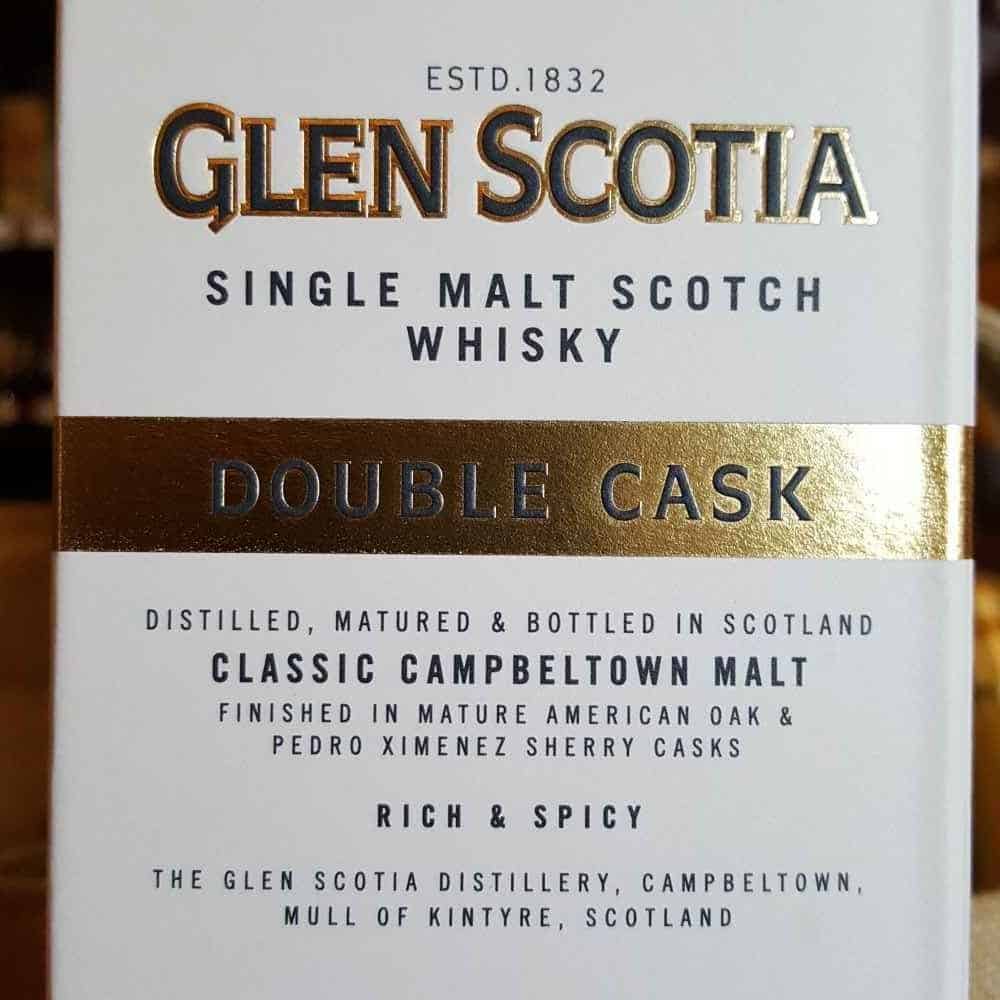 ESTD.1832
GLEN SCOTIA
SINGLE MALT SCOTCH
WHISKY
DOUBLE CASK
DISTILLED, MATURED & BOTTLED IN SCOTLAND
CLASSIC CAMPBELTOWN MALT
FINISHED IN MATURE AMERICAN OAK &
PEDRO XIMENEZ SHERRY CASKS
RICH & SPICY
THE GLEN SCOTIA DISTILLERY, CAMPBELTOWN,
MULL OF KINTYRE, SCOTLAND